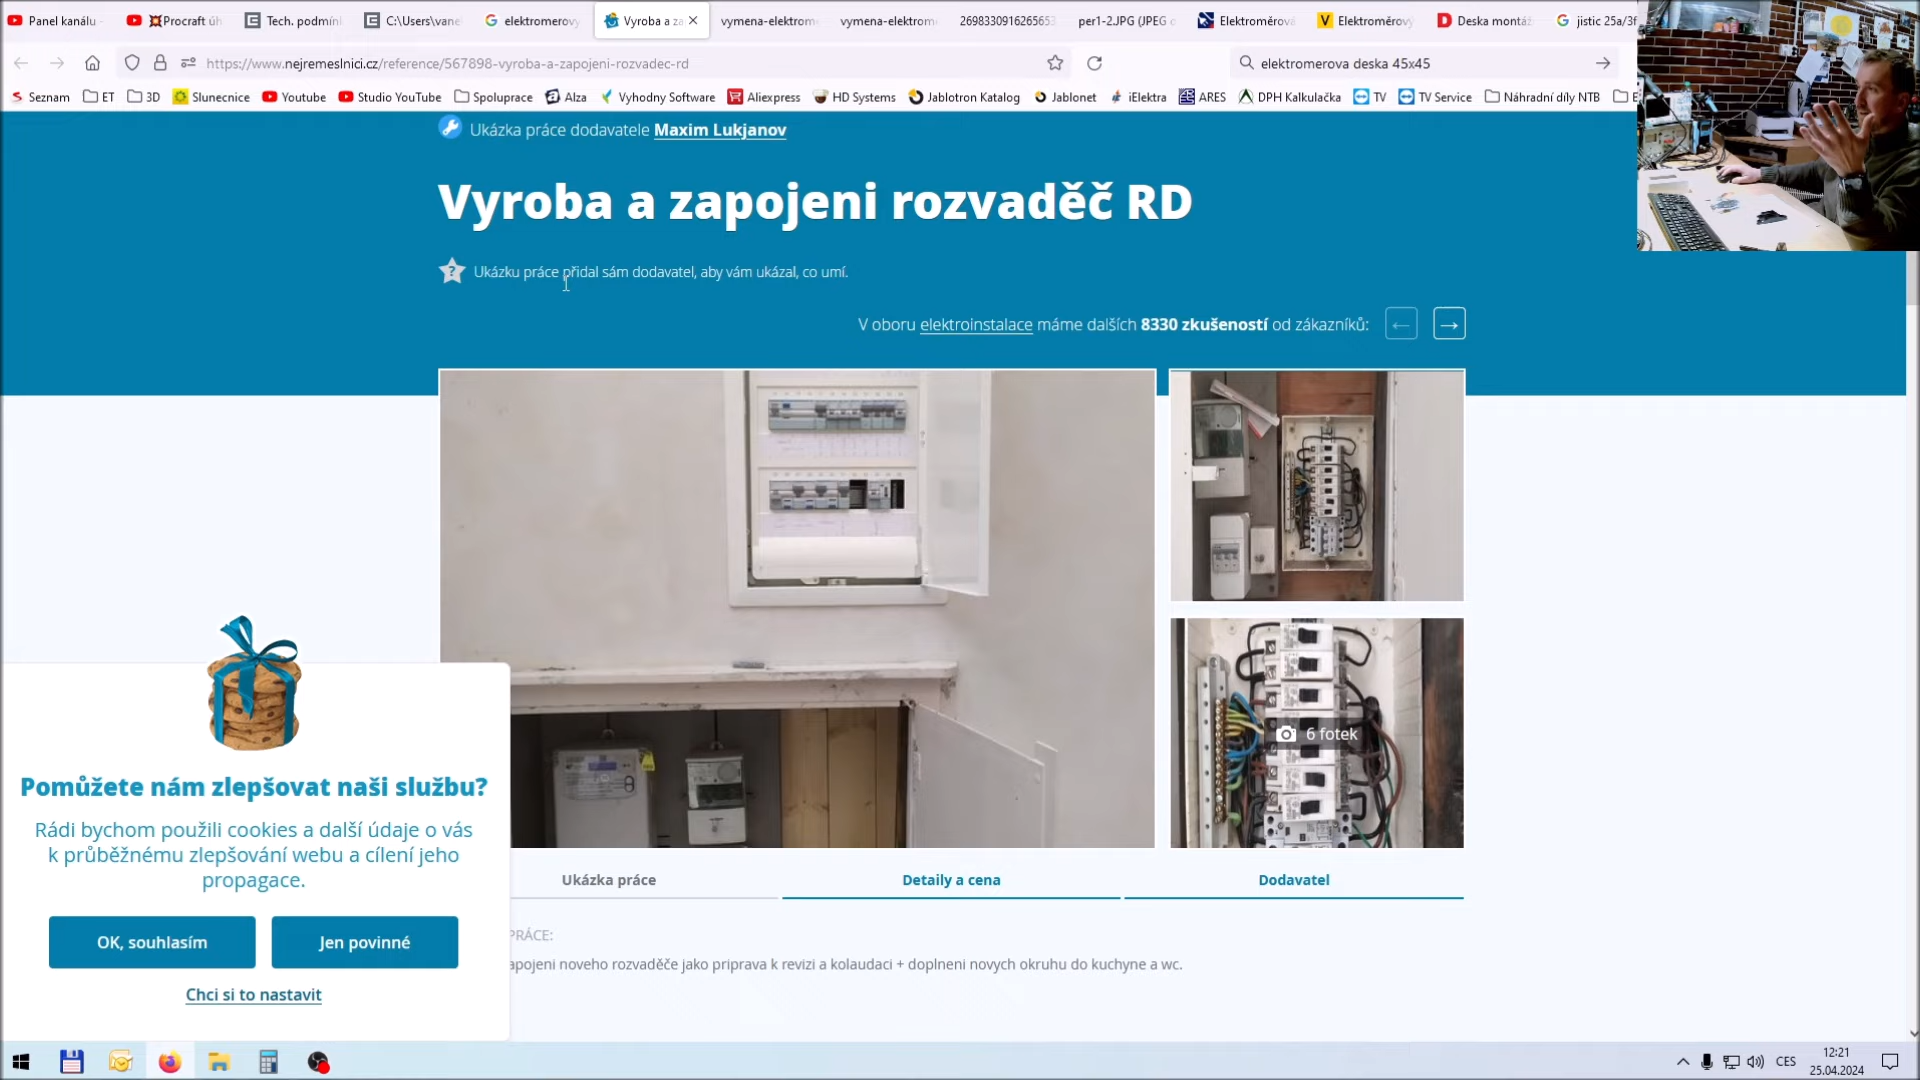 Panel kanálu
Procraft úh
Tech. podmínl
C:\Users\vane
elektromerovy
Vyroba a za
vymena-elektrom
vymena-elektrom
2698330916265653
per1-2.JPG (JPEG o
Elektroměrová
Elektroměrový
Deska montáž
jistic 25a/3f
https://www.nejremeslnici.cz/reference/567898-vyroba-a-zapojeni-rozvadec-rd
elektromerova deska 45x45
Seznam
ET
3D
Slunecnice
Youtube
Studio YouTube
Spoluprace
Alza
Vyhodny Software
Aliexpress
HD Systems
Jablotron Katalog
Jablonet
iElektra
ARES
DPH Kalkulačka
TV
TV Service
Náhradní díly NTB
E
Ukázka práce dodavatele Maxim Lukjanov
Vyroba a zapojeni rozvaděč RD
Ukázku práce přidal sám dodavatel, aby vám ukázal, co umí.
V oboru elektroinstalace máme dalších 8330 zkušeností od zákazníků:
6 fotek
Ukázka práce
Detaily a cena
Dodavatel
PRÁCE:
apojeni noveho rozvaděče jako priprava k revizi a kolaudaci + doplneni novych okruhu do kuchyne a wc.
Pomůžete nám zlepšovat naši službu?
Rádi bychom použili cookies a další údaje o vás
k průběžnému zlepšování webu a cílení jeho
propagace.
OK, souhlasím
Jen povinné
Chci si to nastavit
CES
12:21
25.04.2024